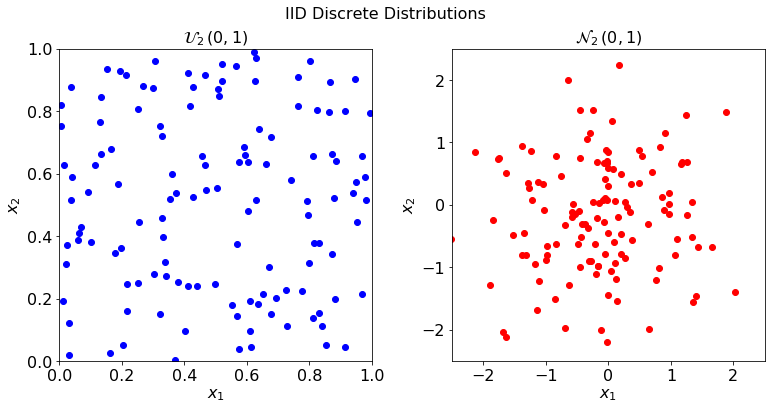 IID Discrete Distributions
𝒰₂ (0, 1)
1.0
0.8
0.6
0.4
0.2
0.0
x₂
0.0 0.2 0.4 0.6 0.8 1.0
x₁
𝒩₂ (0, 1)
2
1
0
−1
−2
x₂
−2 −1 0 1 2
x₁